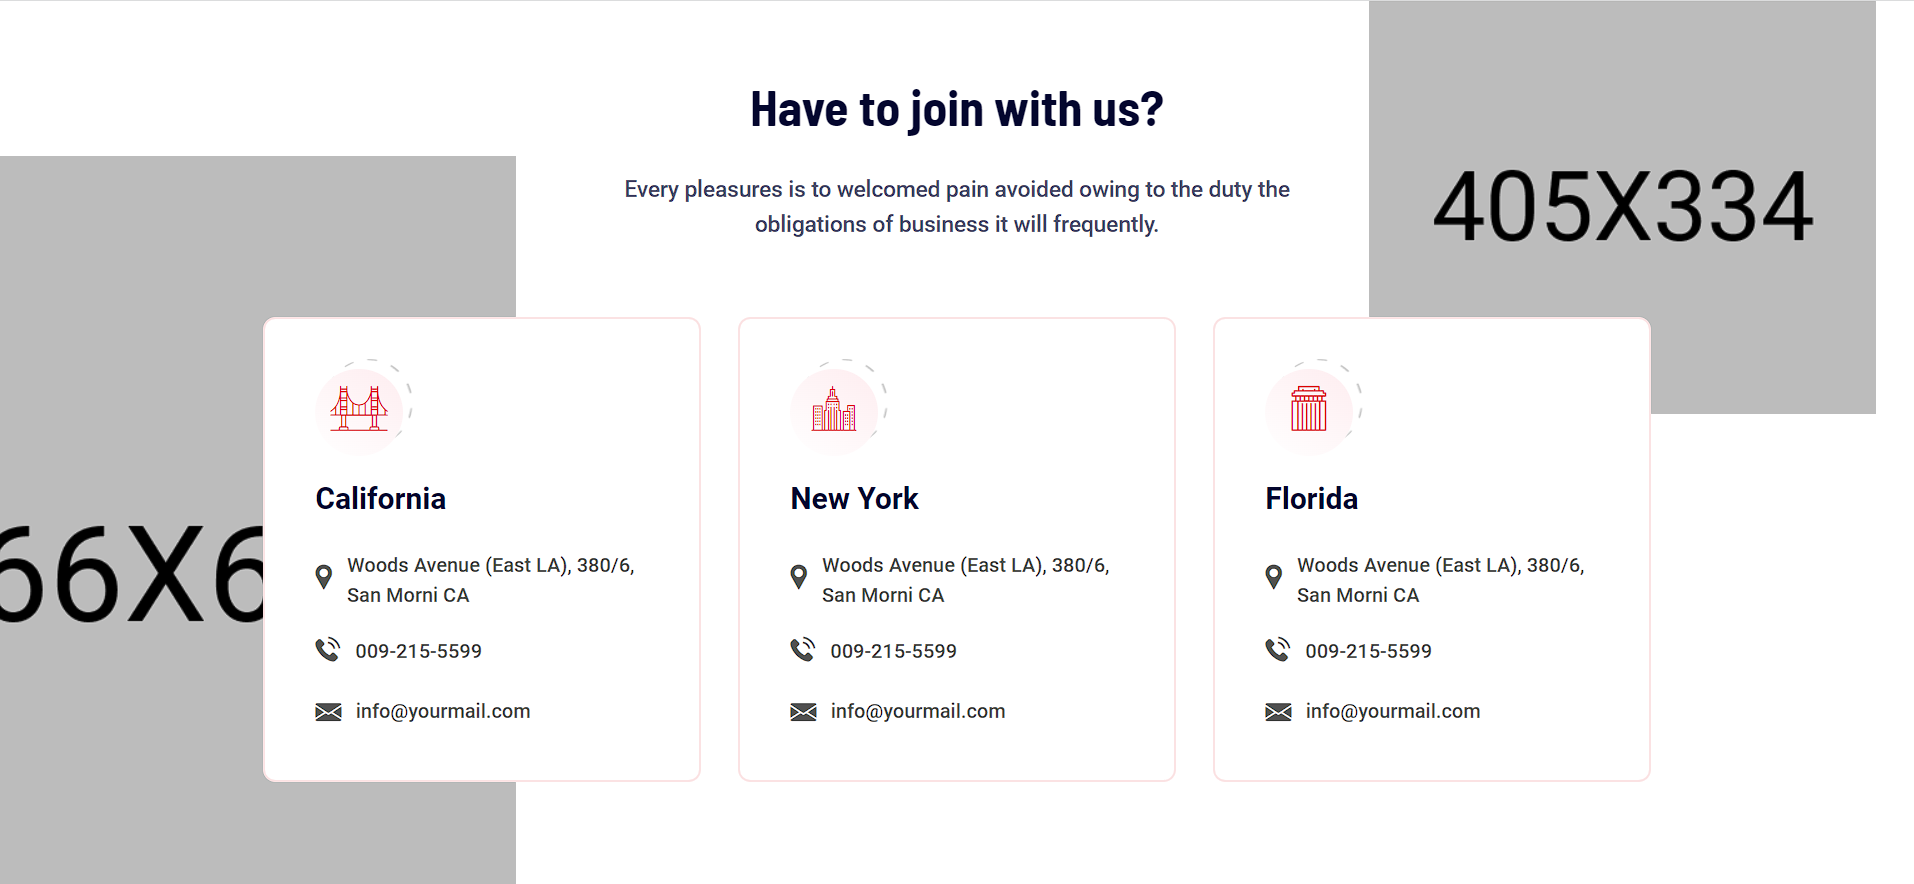 Have to join with us?
Every pleasures is to welcomed pain avoided owing to the duty the
obligations of business it will frequently.
405X334
66X6
California
Woods Avenue (East LA), 380/6,
San Morni CA
009-215-5599
info@yourmail.com
New York
Woods Avenue (East LA), 380/6,
San Morni CA
009-215-5599
info@yourmail.com
Florida
Woods Avenue (East LA), 380/6,
San Morni CA
009-215-5599
info@yourmail.com